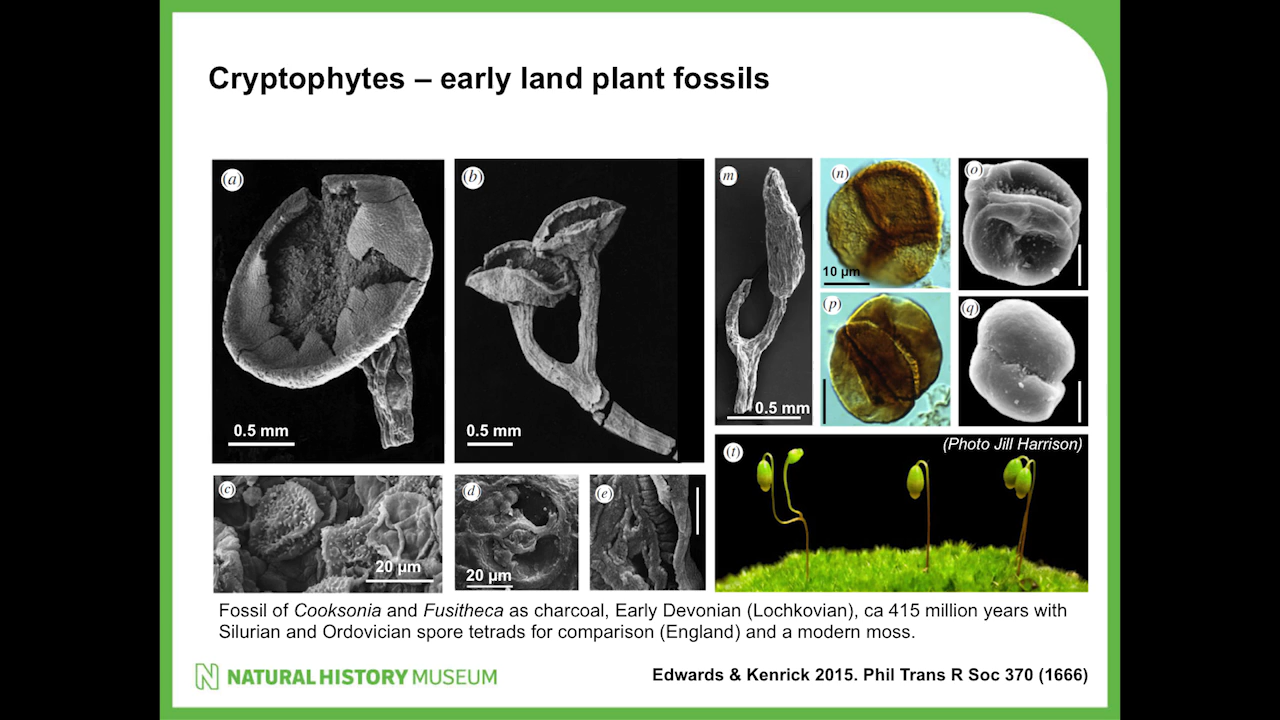 Cryptophytes – early land plant fossils
(a)
0.5 mm
(b)
0.5 mm
m
0.5 mm
(n)
10 µm
(o)
(p)
(q)
(c)
20 µm
(d)
20 µm
(e)
(t)
(Photo Jill Harrison)
Fossil of Cooksonia and Fusitheca as charcoal, Early Devonian (Lochkovian), ca 415 million years with
Silurian and Ordovician spore tetrads for comparison (England) and a modern moss.
N NATURAL HISTORY MUSEUM
Edwards & Kenrick 2015. Phil Trans R Soc 370 (1666)